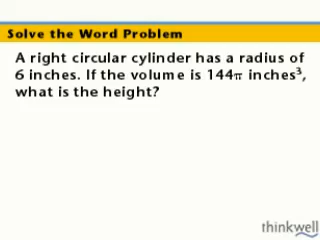 Solve the Word Problem
A right circular cylinder has a radius of
6 inches. If the volume is 144π inches³,
what is the height?
thinkwell